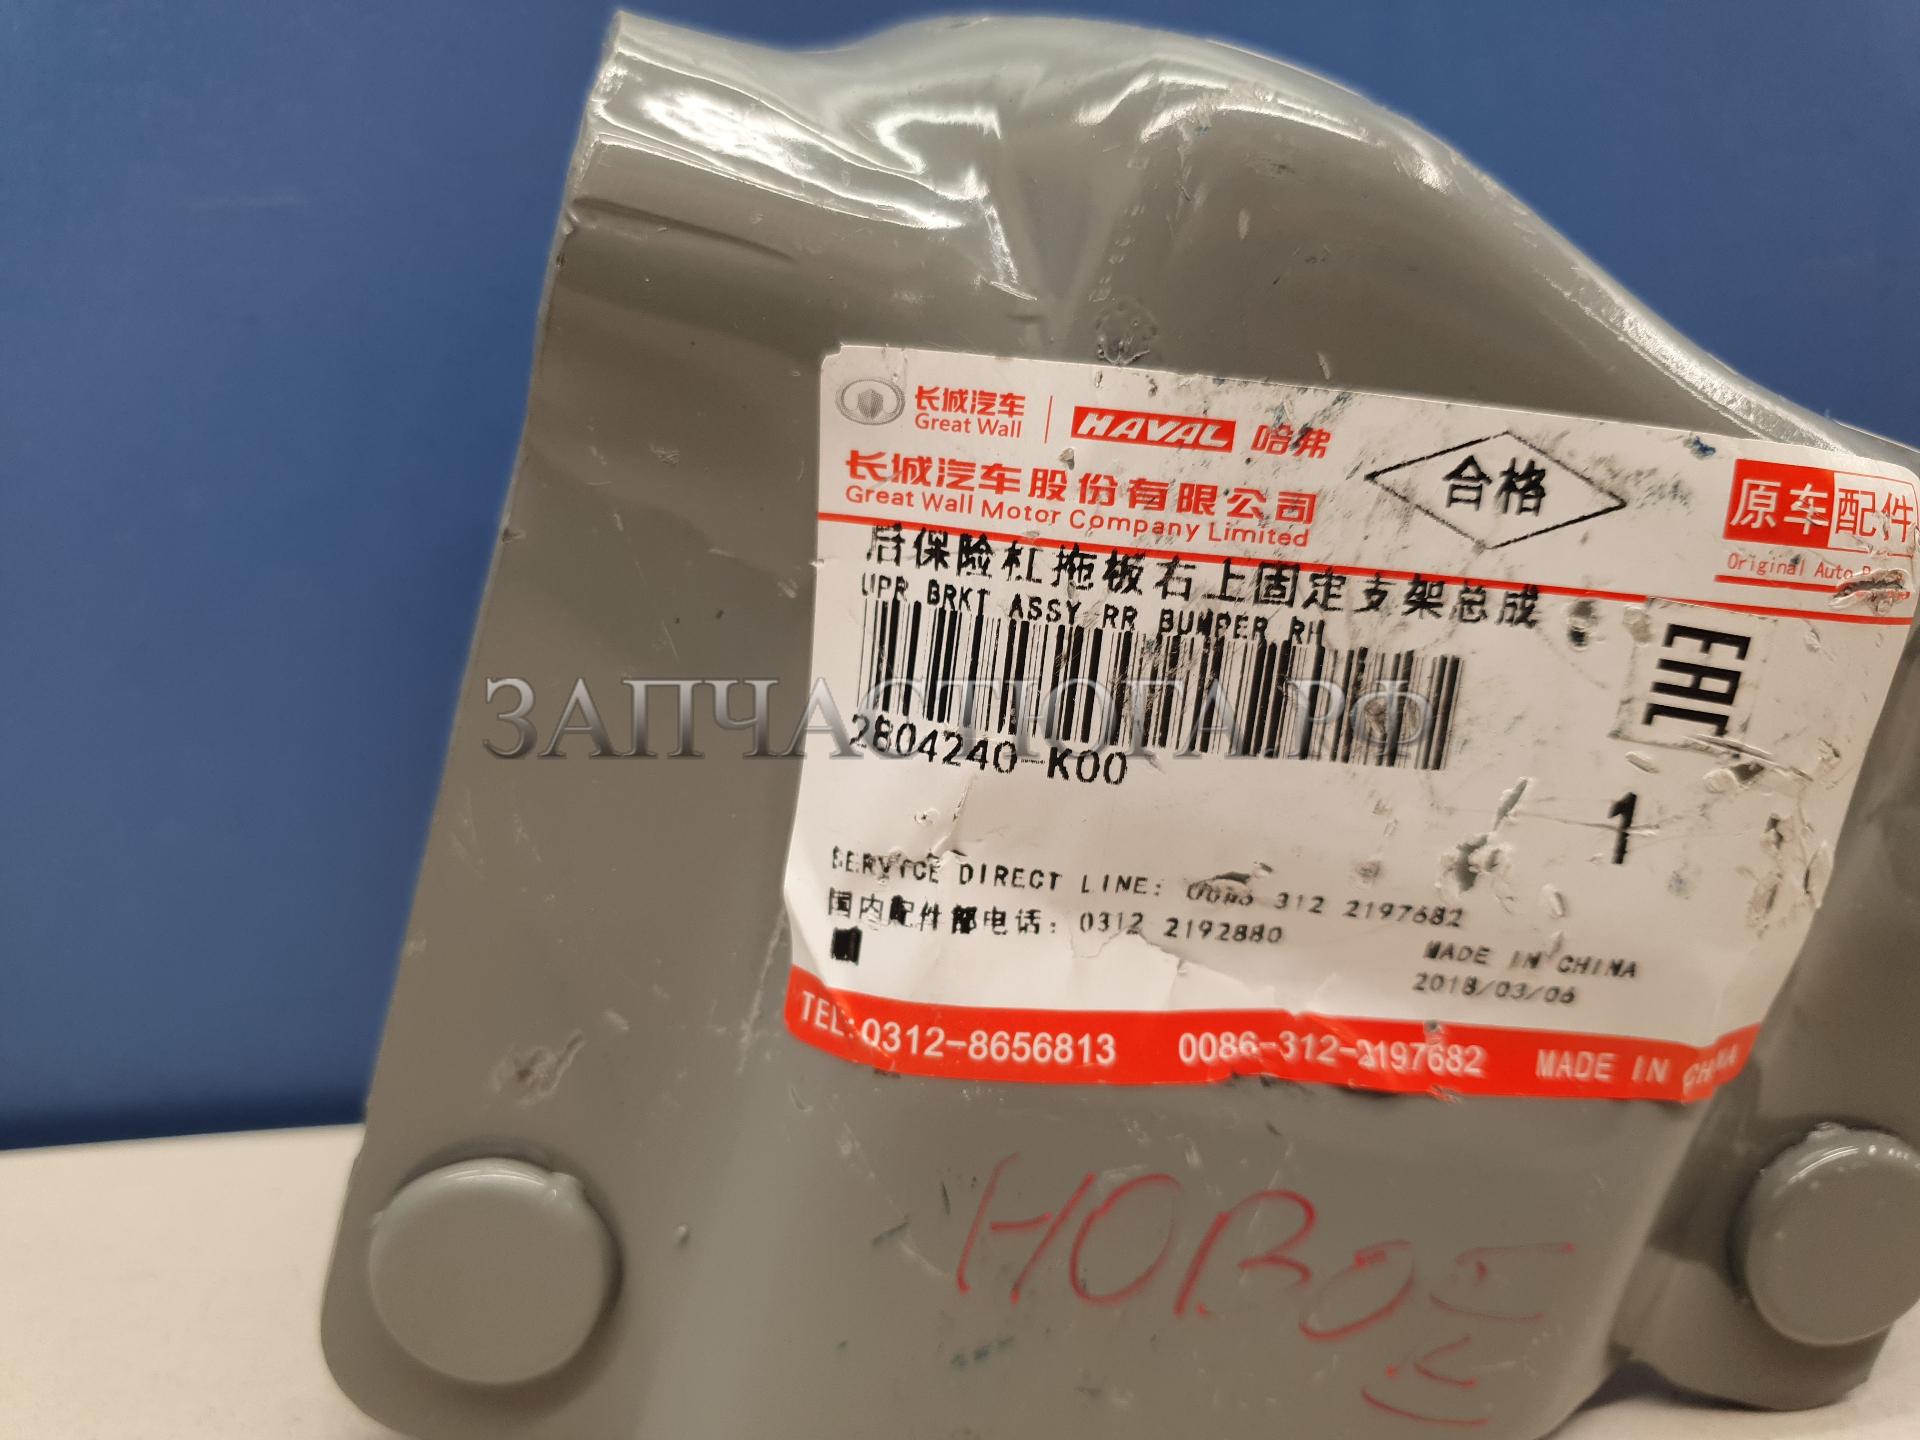 长城汽车
Great Wall
HAVAL 哈弗
长城汽车股份有限公司
Great Wall Motor Company Limited
合格
原车配件
Original Auto
后保险杠拖板右上固定支架总成
UPR BRKT ASSY RR BUMPER RH
ЗАПЧАСТЮГА.РФ
2804240-K00
EAC
1
SERVICE DIRECT LINE: 0086 312 2197682
国内配件部电话: 0312 2192880
MADE IN CHINA
2018/03/06
TEL:0312-8656813 0086-312-2197682 MADE IN CHINA
НОВОЕ